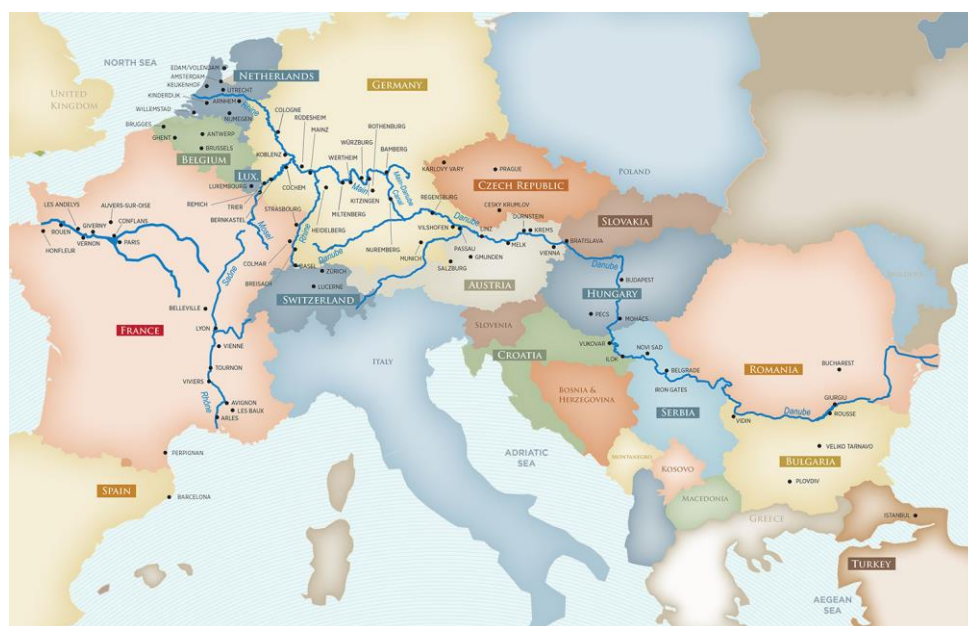 NORTH SEA
EDAM/VOLENDAM
AMSTERDAM
KEUKENHOF
KINDERDIJK
UTRECHT
NETHERLANDS
ARNHEM
WILLEMSTAD
NIJMEGEN
Rhine
UNITED
KINGDOM
BRUGGES
GHENT
ANTWERP
BRUSSELS
BELGIUM
GERMANY
COLOGNE
RÜDESHEIM
MAINZ
ROTHENBURG
WÜRZBURG
BAMBERG
WERTHEIM
KOBLENZ
LUX.
LUXEMBOURG
COCHEM
REMICH
TRIER
BERNKASTEL
Mosel
Main
KITZINGEN
MILTENBERG
Main-Danube
Canal
STRASBOURG
HEIDELBERG
Rhine
COLMAR
BREISACH
BASEL
Danube
NUREMBERG
MUNICH
REGENSBURG
Danube
VILSHOFEN
PASSAU
LINZ
SALZBURG
GMUNDEN
MELK
DÜRNSTEIN
KREMS
VIENNA
BRATISLAVA
AUSTRIA
KARLOVY VARY
PRAGUE
CZECH REPUBLIC
CESKY KRUMLOV
POLAND
SLOVAKIA
LES ANDELYS
AUVERS-SUR-OISE
GIVERNY
CONFLANS
ROUEN
HONFLEUR
VERNON
PARIS
Saône
FRANCE
BELLEVILLE
LYON
VIENNE
TOURNON
VIVIERS
Rhône
AVIGNON
LES BAUX
ARLES
PERPIGNAN
SPAIN
BARCELONA
ZÜRICH
LUCERNE
SWITZERLAND
ITALY
SLOVENIA
CROATIA
BOSNIA &
HERZEGOVINA
ADRIATIC
SEA
Danube
BUDAPEST
HUNGARY
PECS
MOHÁCS
VUKOVAR
ILOK
NOVI SAD
BELGRADE
IRON GATES
SERBIA
MONTENEGRO
KOSOVO
MACEDONIA
ROMANIA
BUCHAREST
GIURGIU
Danube
ROUSSE
VIDIN
VELIKO TARNAVO
BULGARIA
PLOVDIV
GREECE
ISTANBUL
TURKEY
AEGEAN
SEA